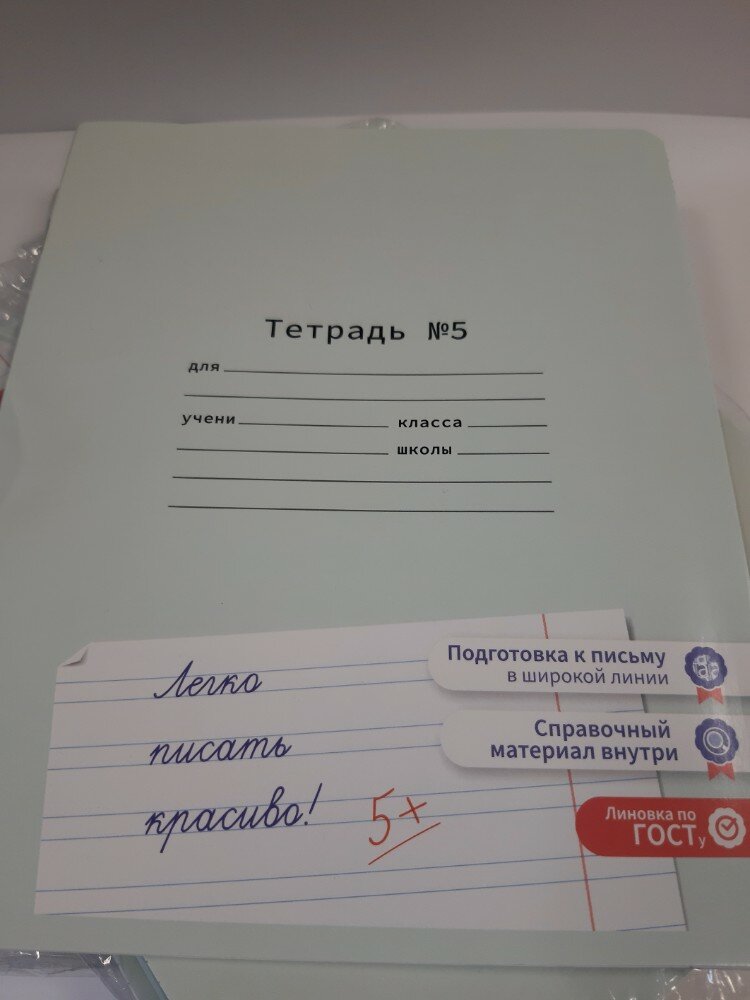 Тетрадь №5
для
учени класса
школы
Подготовка к письму
в широкой линии
Легко
писать
красиво!
5+
Справочный
материал внутри
Линовка по
ГОСТу